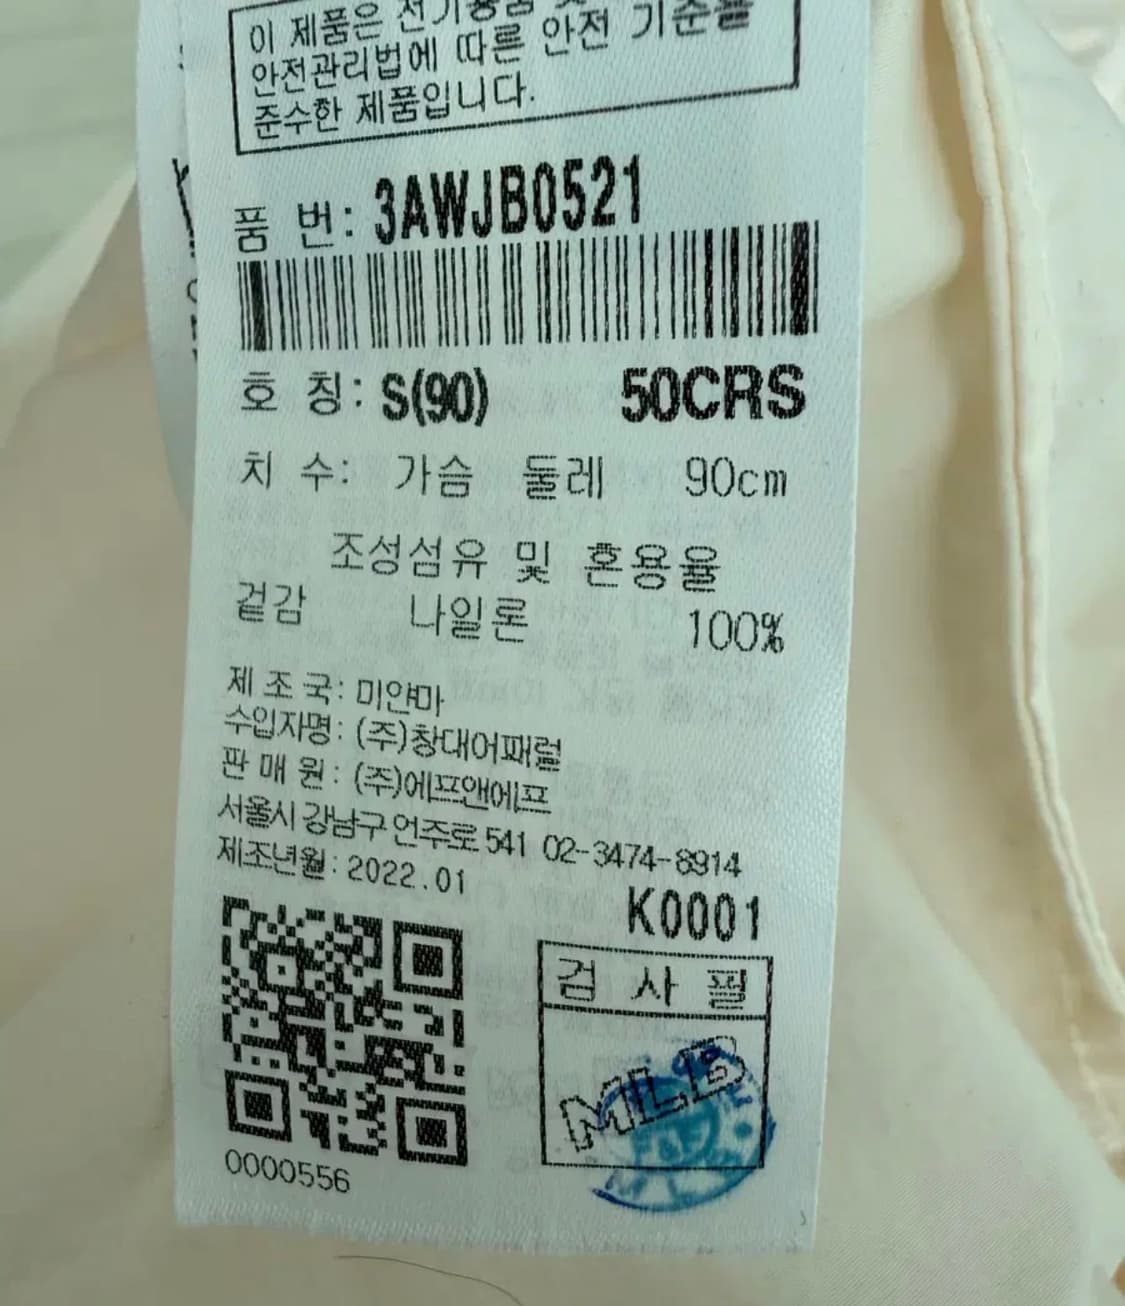 이 제품은 전기용품 및
안전관리법에 따른 안전 기준을
준수한 제품입니다.
품 번: 3AWJB0521
호 칭: S(90) 50CRS
치 수: 가슴 둘레 90cm
조성섬유 및 혼용율
겉감 나일론 100%
제 조 국: 미얀마
수입자명: (주)창대어패럴
판 매 원: (주)에프앤에프
서울시 강남구 언주로 541 02-3474-8914
제조년월: 2022.01
K0001
검 사 필
MLB
F&F
0000556